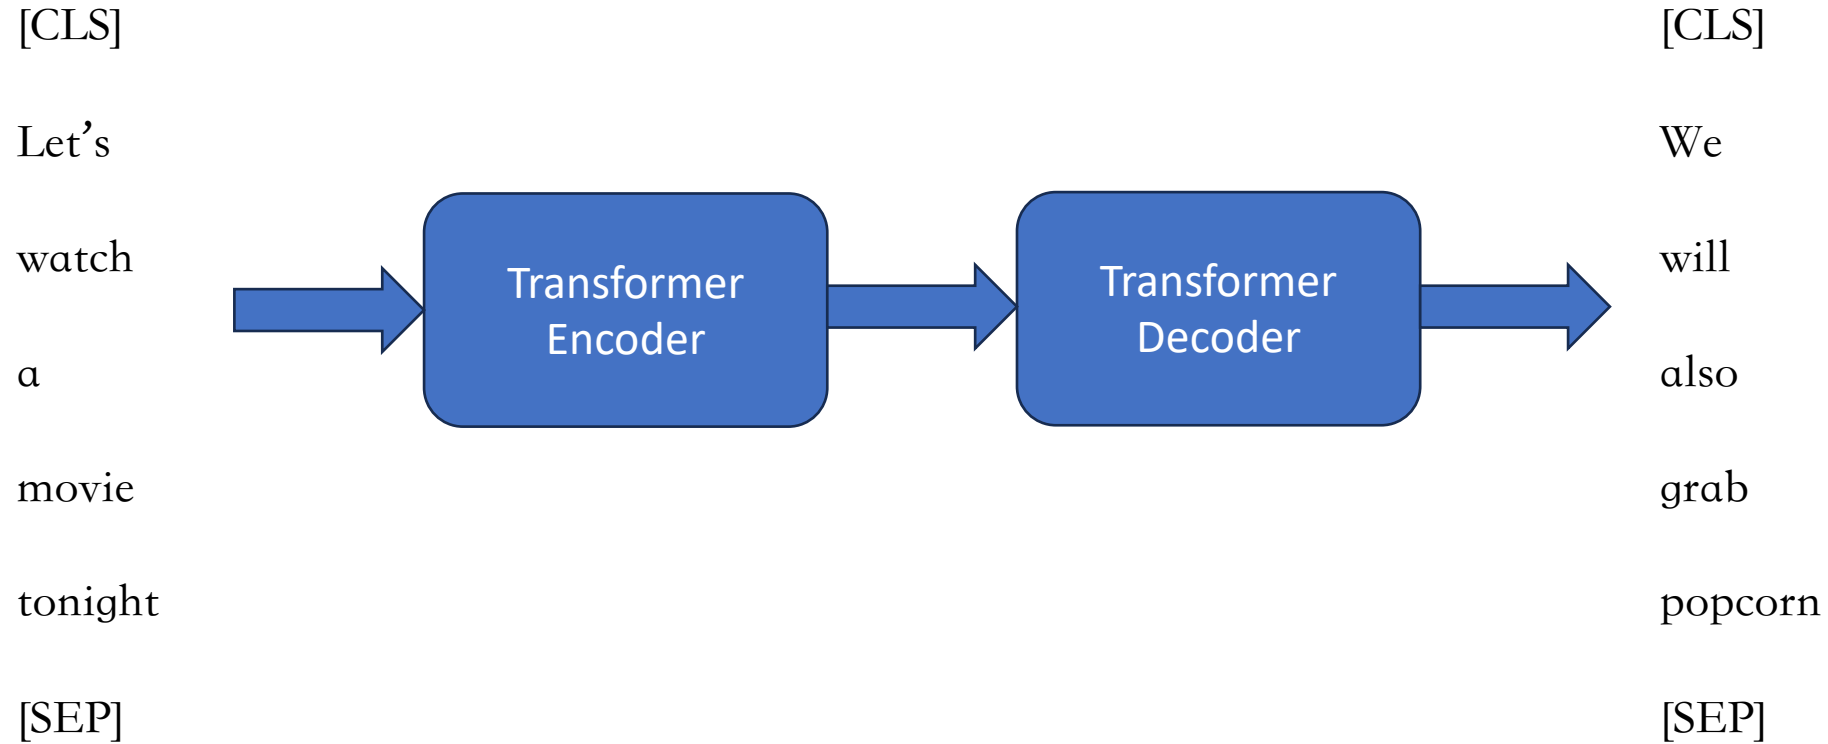 [CLS]
Let’s
watch
a
movie
tonight
[SEP]
Transformer
Encoder
Transformer
Decoder
[CLS]
We
will
also
grab
popcorn
[SEP]